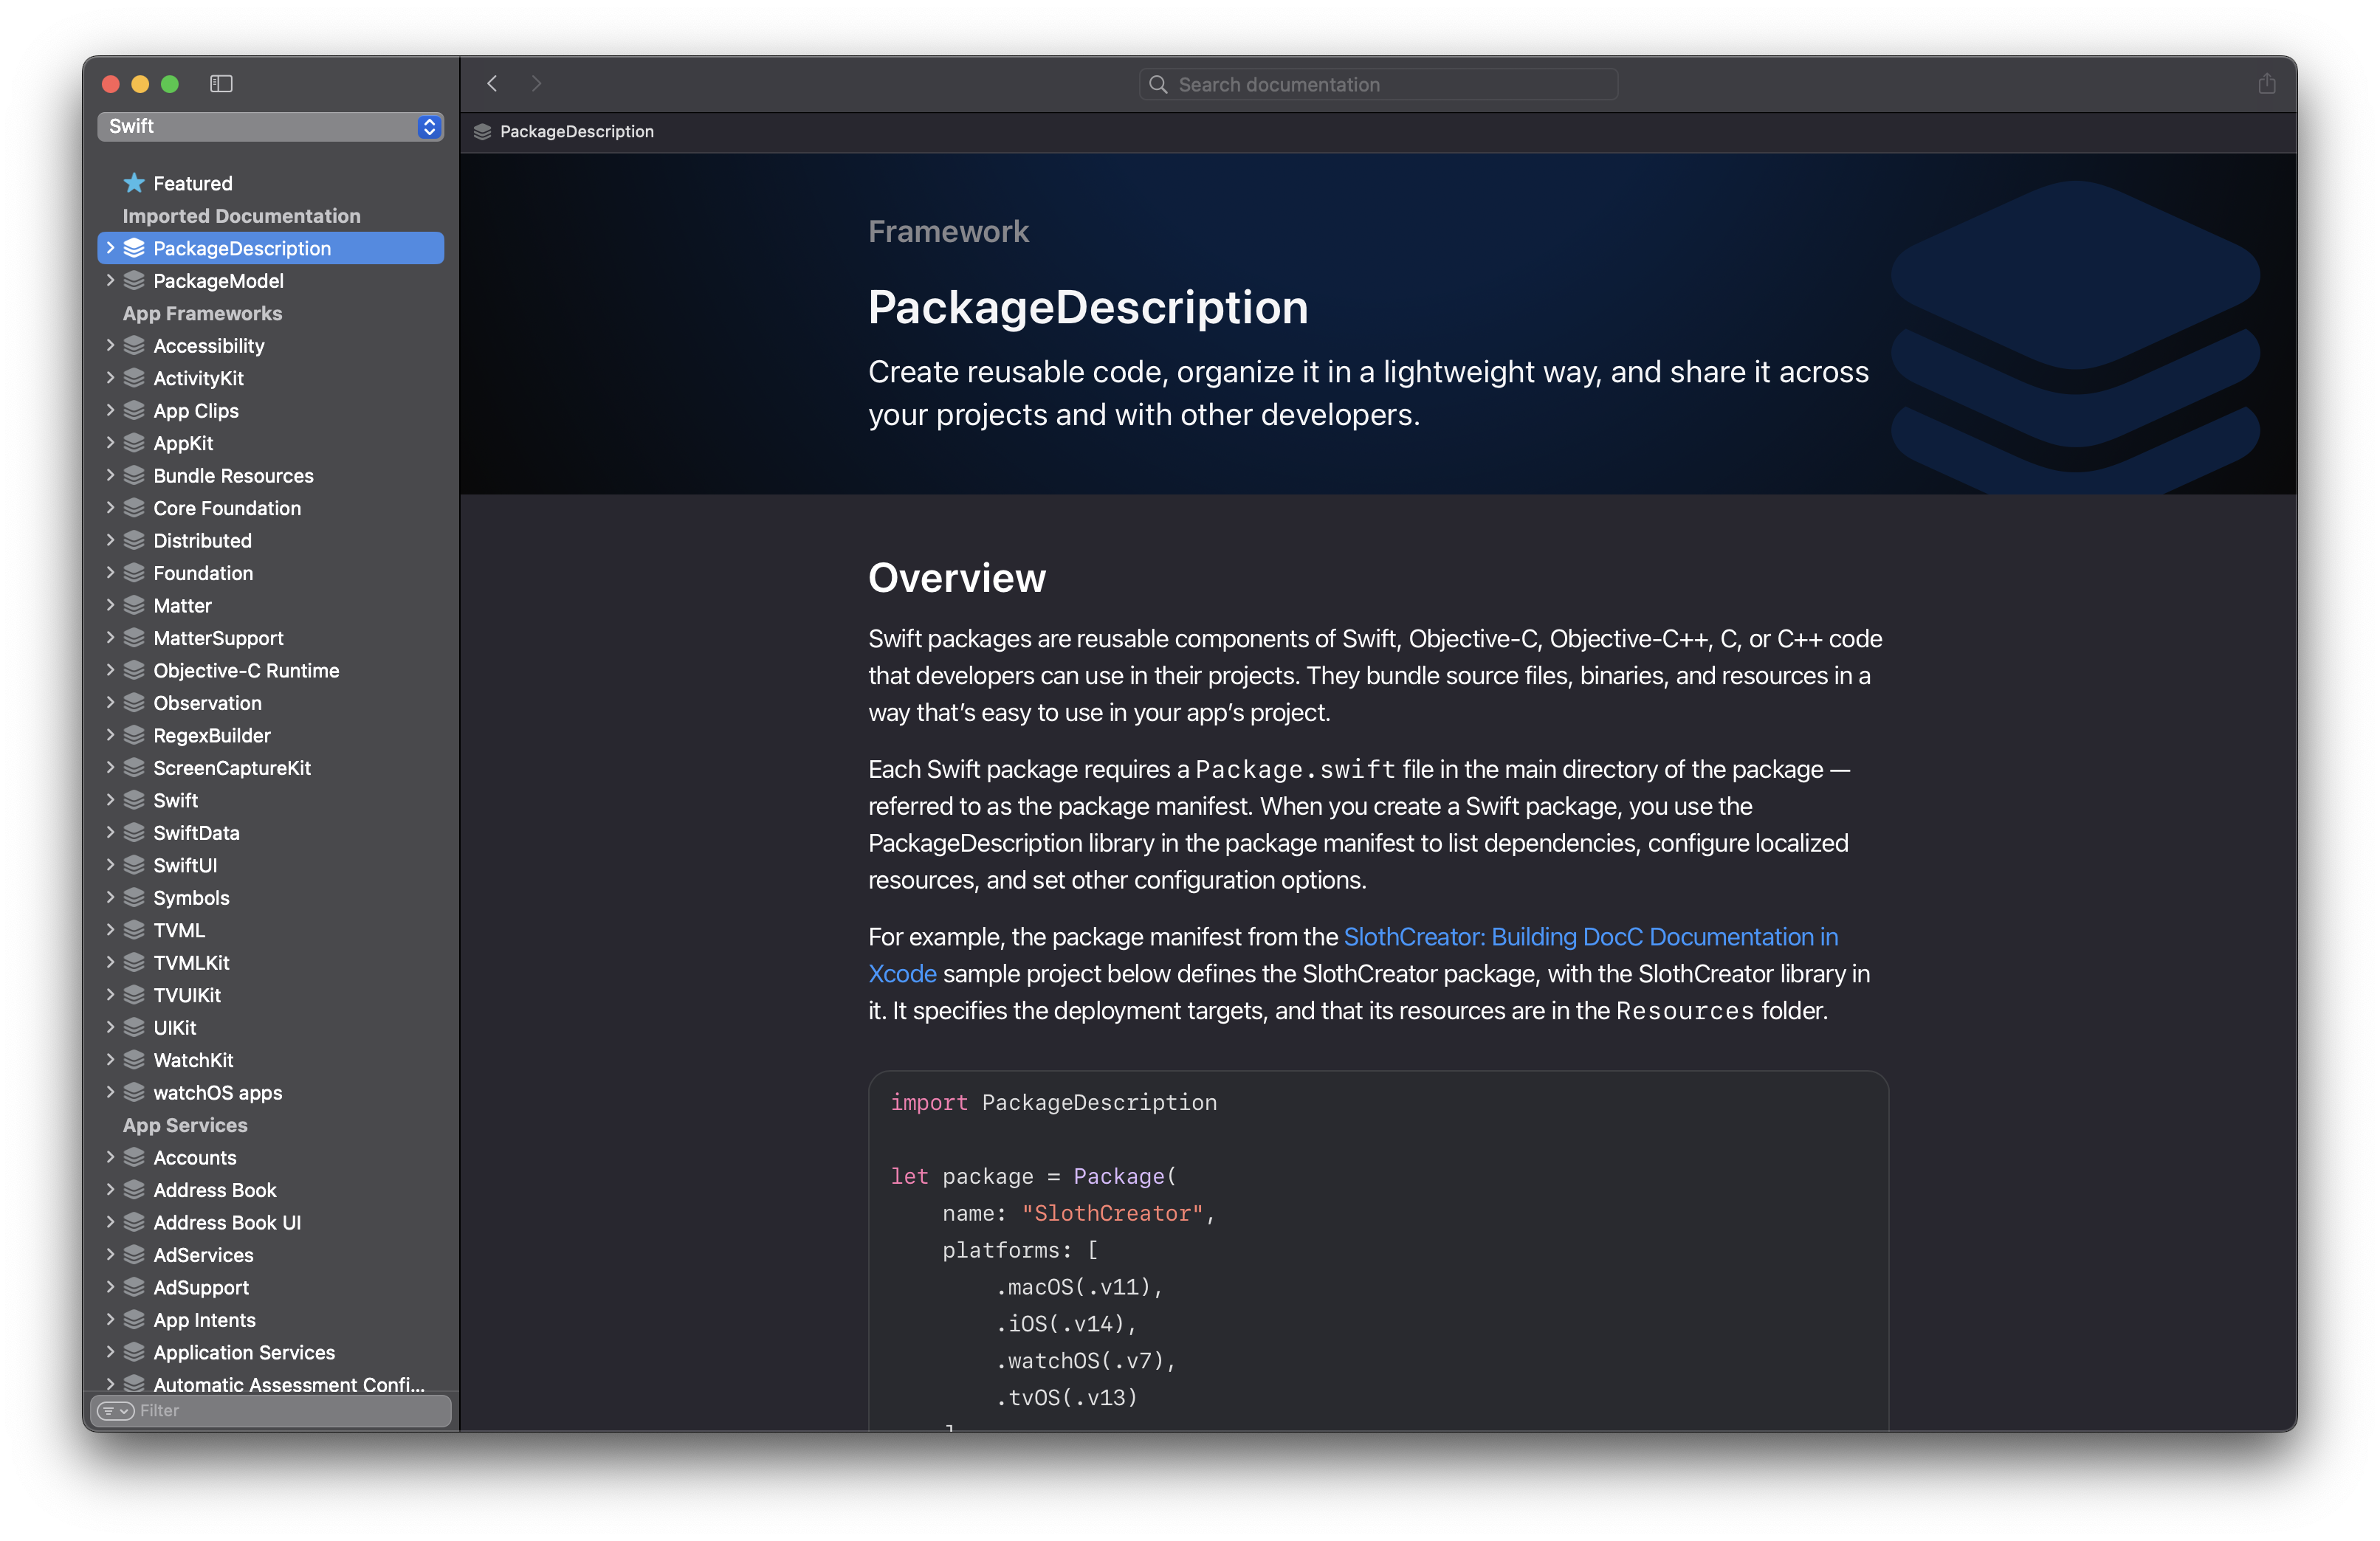 Swift
Featured
Imported Documentation
PackageDescription
PackageModel
App Frameworks
Accessibility
ActivityKit
App Clips
AppKit
Bundle Resources
Core Foundation
Distributed
Foundation
Matter
MatterSupport
Objective-C Runtime
Observation
RegexBuilder
ScreenCaptureKit
Swift
SwiftData
SwiftUI
Symbols
TVML
TVMLKit
TVUIKit
UIKit
WatchKit
watchOS apps
App Services
Accounts
Address Book
Address Book UI
AdServices
AdSupport
App Intents
Application Services
Automatic Assessment Confi...
Filter
Search documentation
PackageDescription
Framework
PackageDescription
Create reusable code, organize it in a lightweight way, and share it across
your projects and with other developers.
Overview
Swift packages are reusable components of Swift, Objective-C, Objective-C++, C, or C++ code
that developers can use in their projects. They bundle source files, binaries, and resources in a
way that’s easy to use in your app’s project.
Each Swift package requires a Package.swift file in the main directory of the package —
referred to as the package manifest. When you create a Swift package, you use the
PackageDescription library in the package manifest to list dependencies, configure localized
resources, and set other configuration options.
For example, the package manifest from the SlothCreator: Building DocC Documentation in
Xcode sample project below defines the SlothCreator package, with the SlothCreator library in
it. It specifies the deployment targets, and that its resources are in the Resources folder.
import PackageDescription
let package = Package(
    name: "SlothCreator",
    platforms: [
        .macOS(.v11),
        .iOS(.v14),
        .watchOS(.v7),
        .tvOS(.v13)
    ]